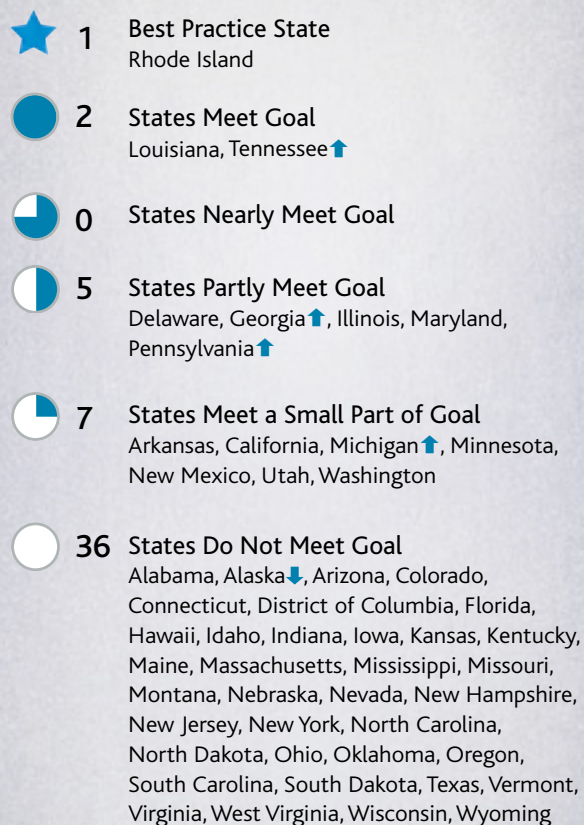 1 Best Practice State
Rhode Island
2 States Meet Goal
Louisiana, Tennessee⬆
0 States Nearly Meet Goal
5 States Partly Meet Goal
Delaware, Georgia⬆, Illinois, Maryland,
Pennsylvania⬆
7 States Meet a Small Part of Goal
Arkansas, California, Michigan⬆, Minnesota,
New Mexico, Utah, Washington
36 States Do Not Meet Goal
Alabama, Alaska⬇, Arizona, Colorado,
Connecticut, District of Columbia, Florida,
Hawaii, Idaho, Indiana, Iowa, Kansas, Kentucky,
Maine, Massachusetts, Mississippi, Missouri,
Montana, Nebraska, Nevada, New Hampshire,
New Jersey, New York, North Carolina,
North Dakota, Ohio, Oklahoma, Oregon,
South Carolina, South Dakota, Texas, Vermont,
Virginia, West Virginia, Wisconsin, Wyoming